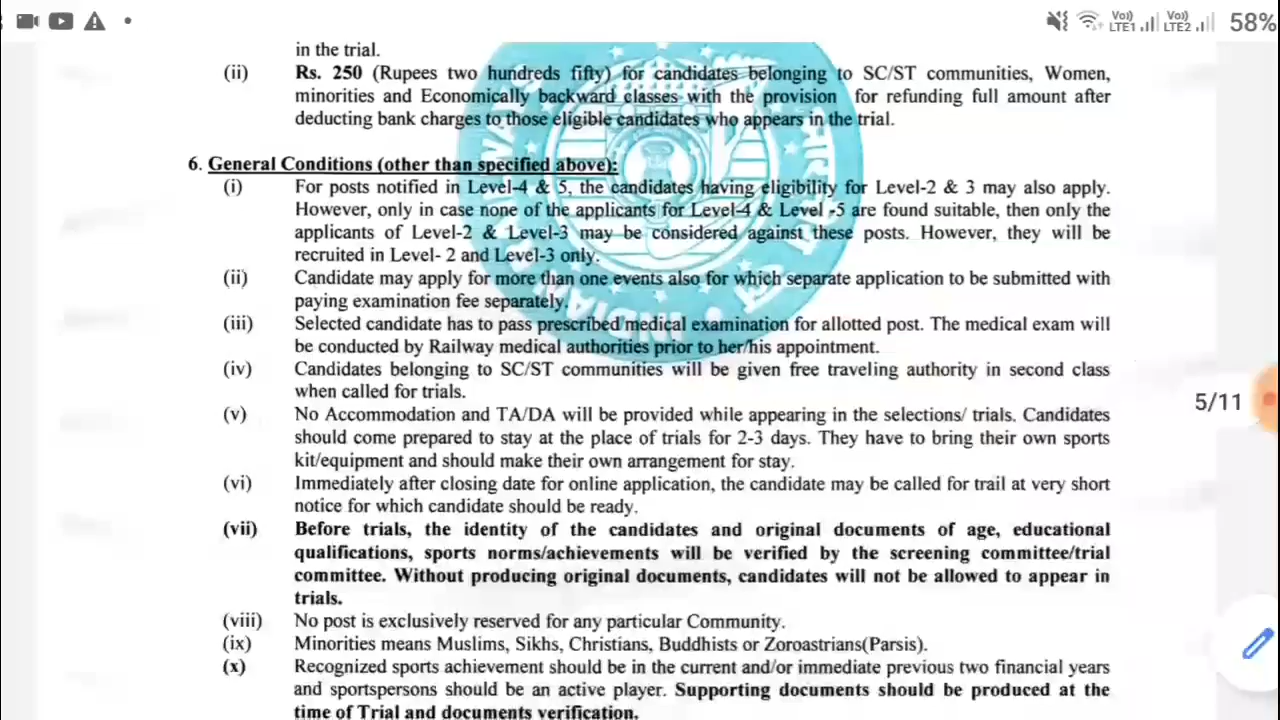 Vo) LTE1 Vo) LTE2 58%
in the trial.
(ii) Rs. 250 (Rupees two hundreds fifty) for candidates belonging to SC/ST communities, Women,
minorities and Economically backward classes with the provision for refunding full amount after
deducting bank charges to those eligible candidates who appears in the trial.
6. General Conditions (other than specified above):
(i) For posts notified in Level-4 & 5, the candidates having eligibility for Level-2 & 3 may also apply.
However, only in case none of the applicants for Level-4 & Level -5 are found suitable, then only the
applicants of Level-2 & Level-3 may be considered against these posts. However, they will be
recruited in Level- 2 and Level-3 only.
(ii) Candidate may apply for more than one events also for which separate application to be submitted with
paying examination fee separately.
(iii) Selected candidate has to pass prescribed medical examination for allotted post. The medical exam will
be conducted by Railway medical authorities prior to her/his appointment.
(iv) Candidates belonging to SC/ST communities will be given free traveling authority in second class
when called for trials.
5/11
(v) No Accommodation and TA/DA will be provided while appearing in the selections/ trials. Candidates
should come prepared to stay at the place of trials for 2-3 days. They have to bring their own sports
kit/equipment and should make their own arrangement for stay.
(vi) Immediately after closing date for online application, the candidate may be called for trail at very short
notice for which candidate should be ready.
(vii) Before trials, the identity of the candidates and original documents of age, educational
qualifications, sports norms/achievements will be verified by the screening committee/trial
committee. Without producing original documents, candidates will not be allowed to appear in
trials.
(viii) No post is exclusively reserved for any particular Community.
(ix) Minorities means Muslims, Sikhs, Christians, Buddhists or Zoroastrians(Parsis).
(x) Recognized sports achievement should be in the current and/or immediate previous two financial years
and sportspersons should be an active player. Supporting documents should be produced at the
time of Trial and documents verification.